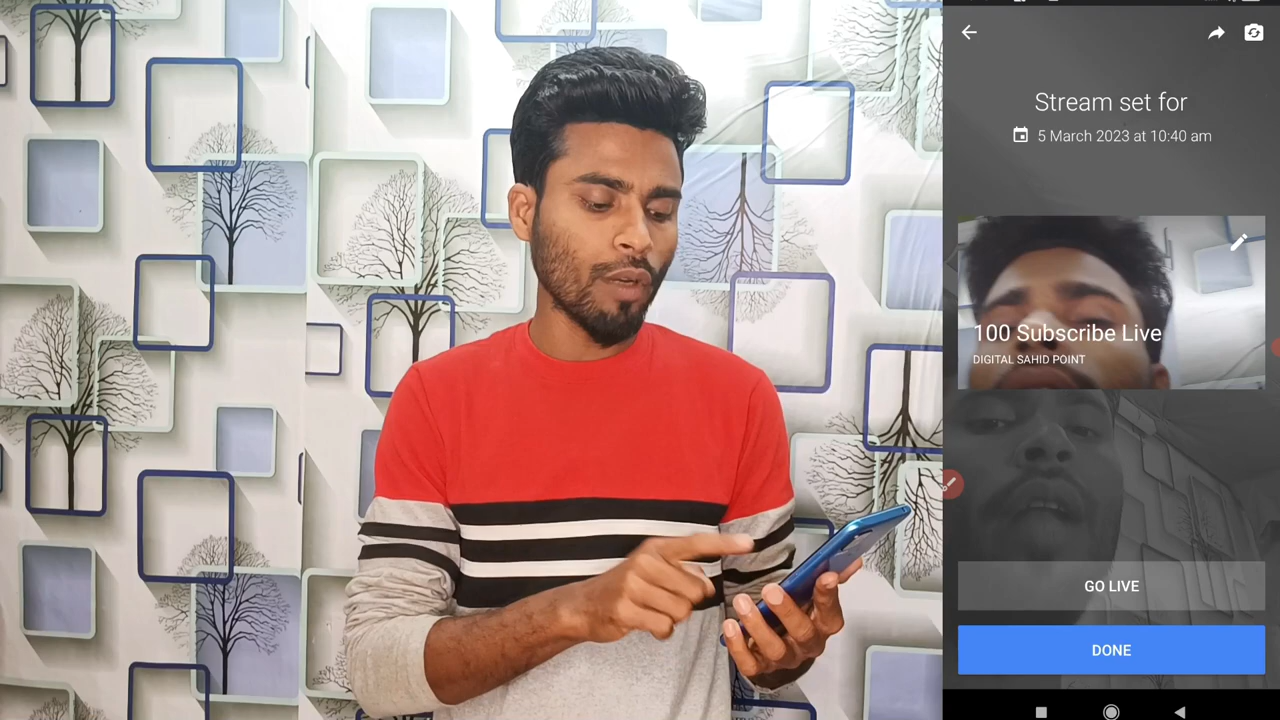 Stream set for
5 March 2023 at 10:40 am
100 Subscribe Live
DIGITAL SAHID POINT
GO LIVE
DONE